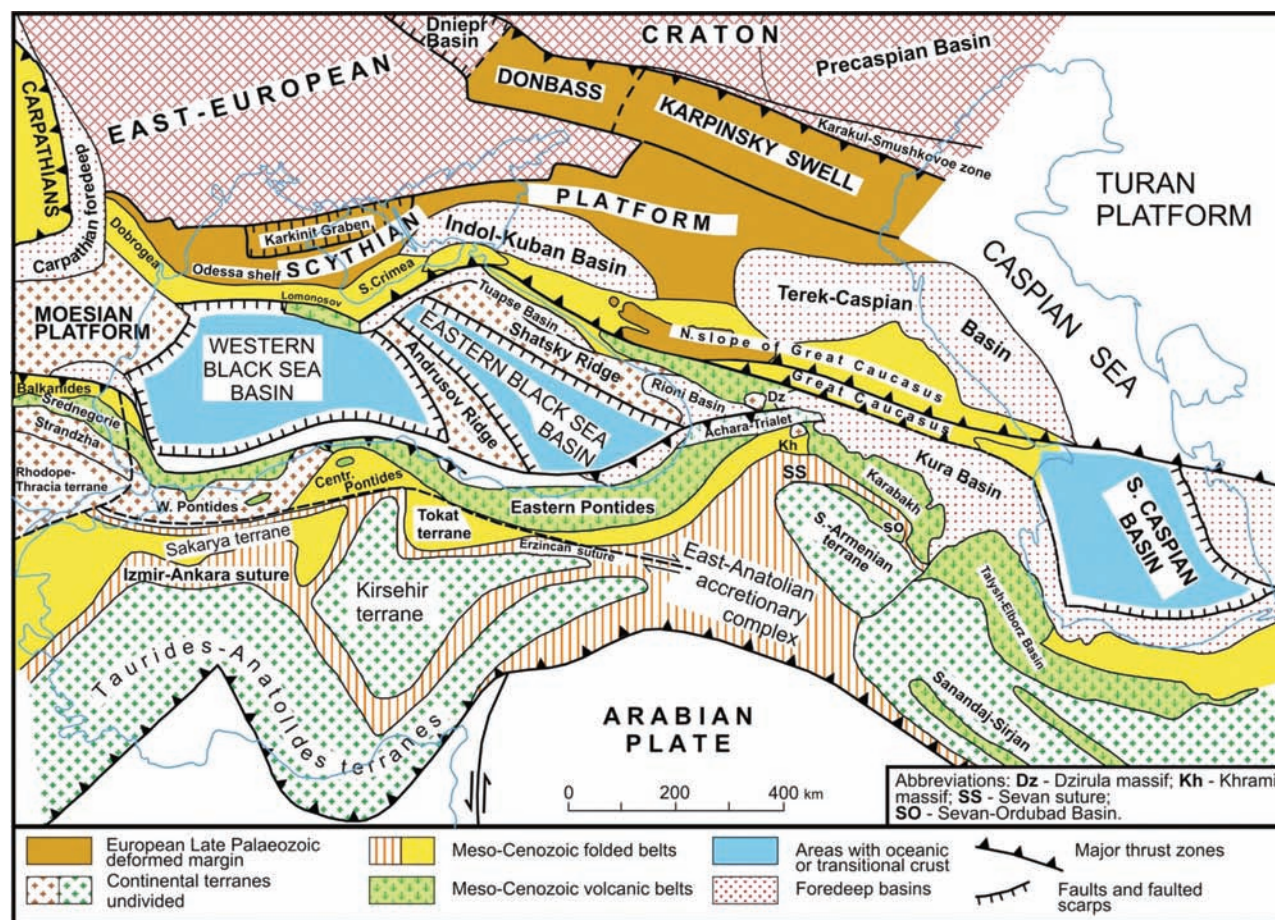 Dniepr
Basin
CRATON
Precaspian Basin
EAST-EUROPEAN
CARPATHIANS
Carpathian foredeep
DONBASS
KARPINSKY SWELL
Karakul-Smushkovoe zone
TURAN
PLATFORM
CASPIAN SEA
Dobrogea
Karkinit Graben
Odessa shelf
SCYTHIAN
PLATFORM
Indol-Kuban Basin
S.Crimea
Lomonosov
Terek-Caspian
Basin
MOESIAN
PLATFORM
WESTERN
BLACK SEA
BASIN
Tuapse Basin
Shatsky Ridge
EASTERN BLACK SEA
BASIN
Andrusov Ridge
N. slope of Great Caucasus
Great Caucasus
Rioni Basin
Dz
Achara-Trialet
Balkanides
Srednegorie
Strandzha
Rhodope-
Thracia terrane
W. Pontides
Centr.
Pontides
Kh
SS
Karabakh
SO
Kura Basin
S. CASPIAN
BASIN
Eastern Pontides
Tokat
terrane
Sakarya terrane
Izmir-Ankara suture
Erzincan suture
S.-Armenian
terrane
East-Anatolian
accretionary
complex
Kirsehir
terrane
Talysh-Elborz Basin
Taurides-Anatolides terranes
Sanandaj-Sirjan
ARABIAN
PLATE
0 200 400 km
Abbreviations: Dz - Dzirula massif; Kh - Khrami
massif; SS - Sevan suture;
SO - Sevan-Ordubad Basin.
European Late Palaeozoic
deformed margin
Continental terranes
undivided
Meso-Cenozoic folded belts
Meso-Cenozoic volcanic belts
Areas with oceanic
or transitional crust
Foredeep basins
Major thrust zones
Faults and faulted
scarps